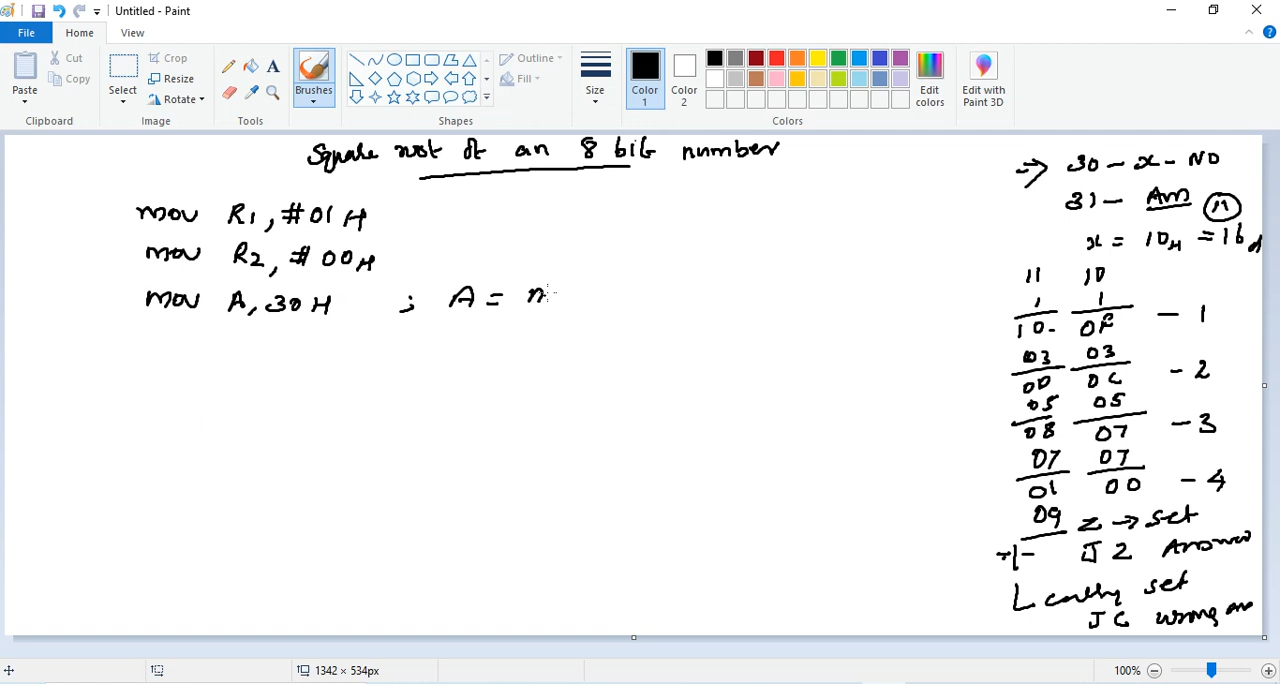 Untitled - Paint
File Home View
Paste Cut Copy
Clipboard
Select Crop Resize Rotate
Image
Tools
Brushes
Outline Fill
Shapes
Size
Color 1
Color 2
Edit colors
Colors
Edit with Paint 3D
Square root of an 8 bit number
mov R1, #01H
mov R2, #00H
mov A, 30H ; A = n
→ 30 - x - NO
31 - Ans 11
x = 10H = 16d
11 10
1 1
10 0F - 1
03 03
0D 0C - 2
05 05
08 07 - 3
07 07
01 00 - 4
09 Z → set
JZ Answer
carry set
JC wrong
1342 × 534px
100%